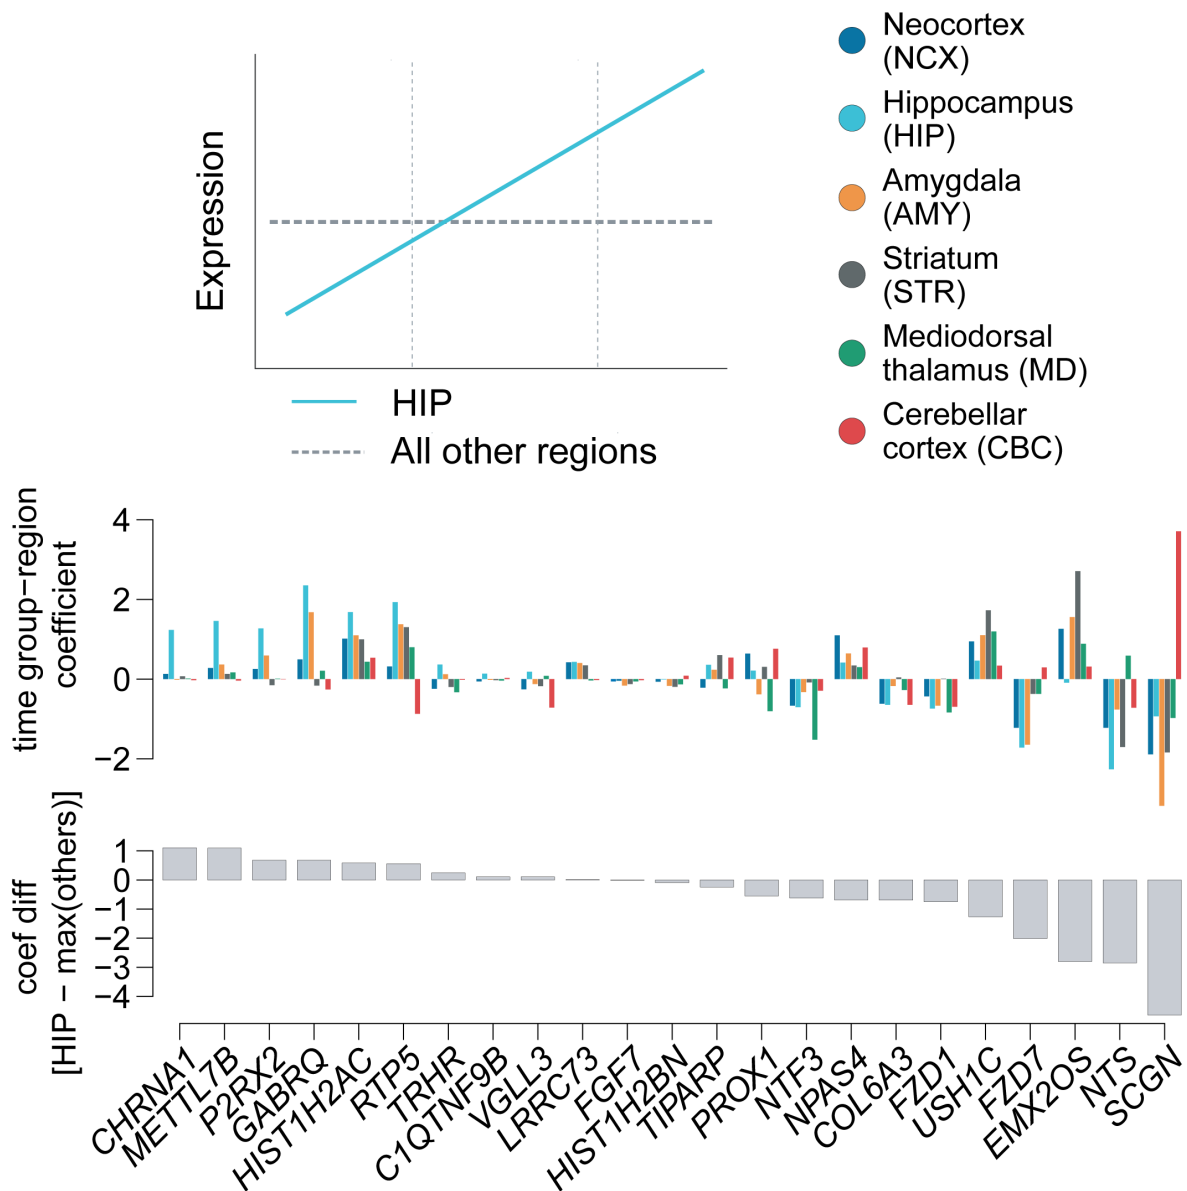 Neocortex
(NCX)
Hippocampus
(HIP)
Amygdala
(AMY)
Striatum
(STR)
Mediodorsal
thalamus (MD)
Cerebellar
cortex (CBC)
Expression
HIP
All other regions
time group−region
coefficient
4
2
0
−2
coef diff
[HIP − max(others)]
1
0
−1
−2
−3
−4
CHRNA1
METTL7B
P2RX2
GABRQ
HIST1H2AC
RTP5
TRHR
C1QTNF9B
VGLL3
LRRC73
FGF7
HIST1H2BN
TIPARP
PROX1
NTF3
NPAS4
COL6A3
FZD1
USH1C
FZD7
EMX2OS
NTS
SCGN